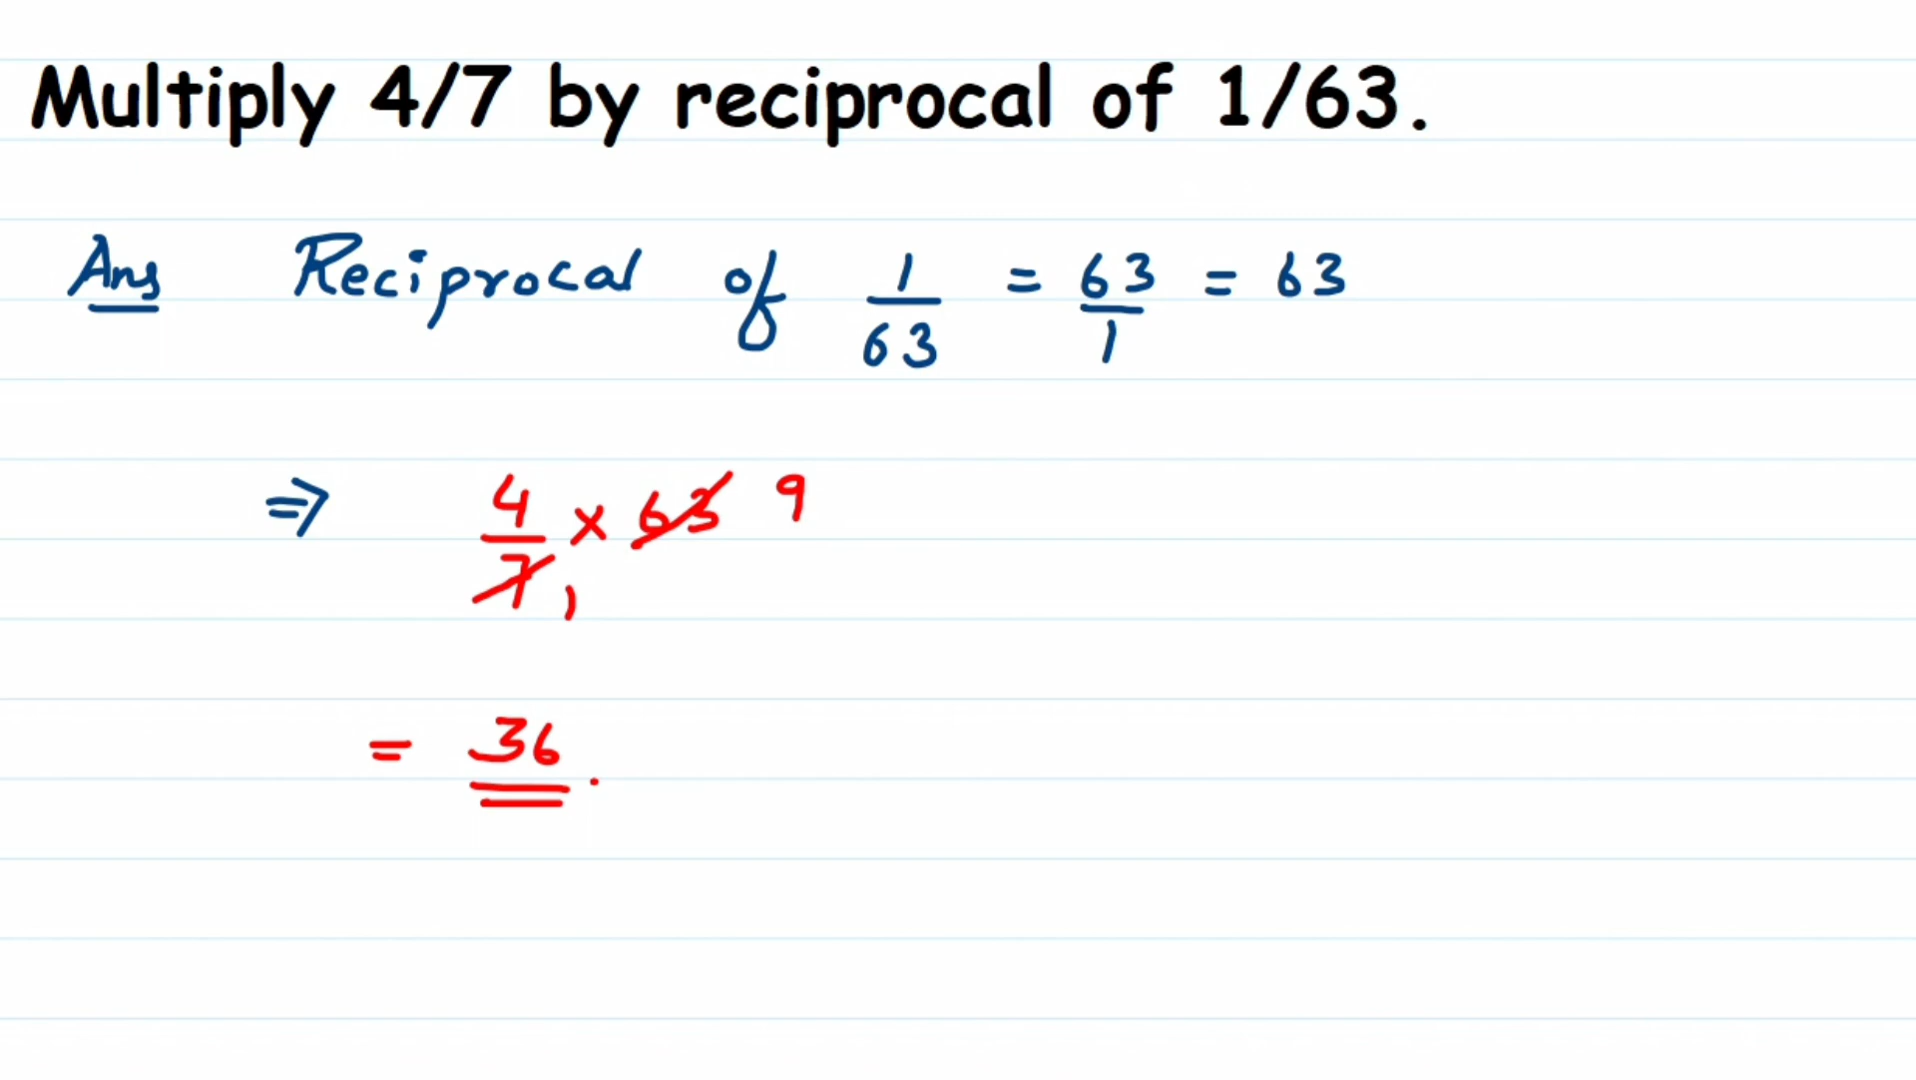 Multiply 4/7 by reciprocal of 1/63.
Ans Reciprocal of 1/63 = 63/1 = 63
⇒ 4/7 × 63 9
1
= 36.